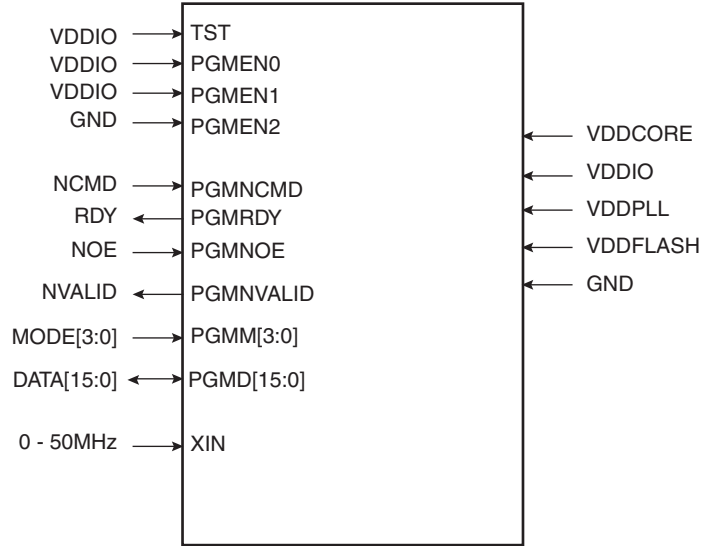 VDDIO TST
VDDIO PGMEN0
VDDIO PGMEN1
GND PGMEN2
NCMD PGMNCMD
RDY PGMRDY
NOE PGMNOE
NVALID PGMNVALID
MODE[3:0] PGMM[3:0]
DATA[15:0] PGMD[15:0]
0 - 50MHz XIN
VDDCORE
VDDIO
VDDPLL
VDDFLASH
GND